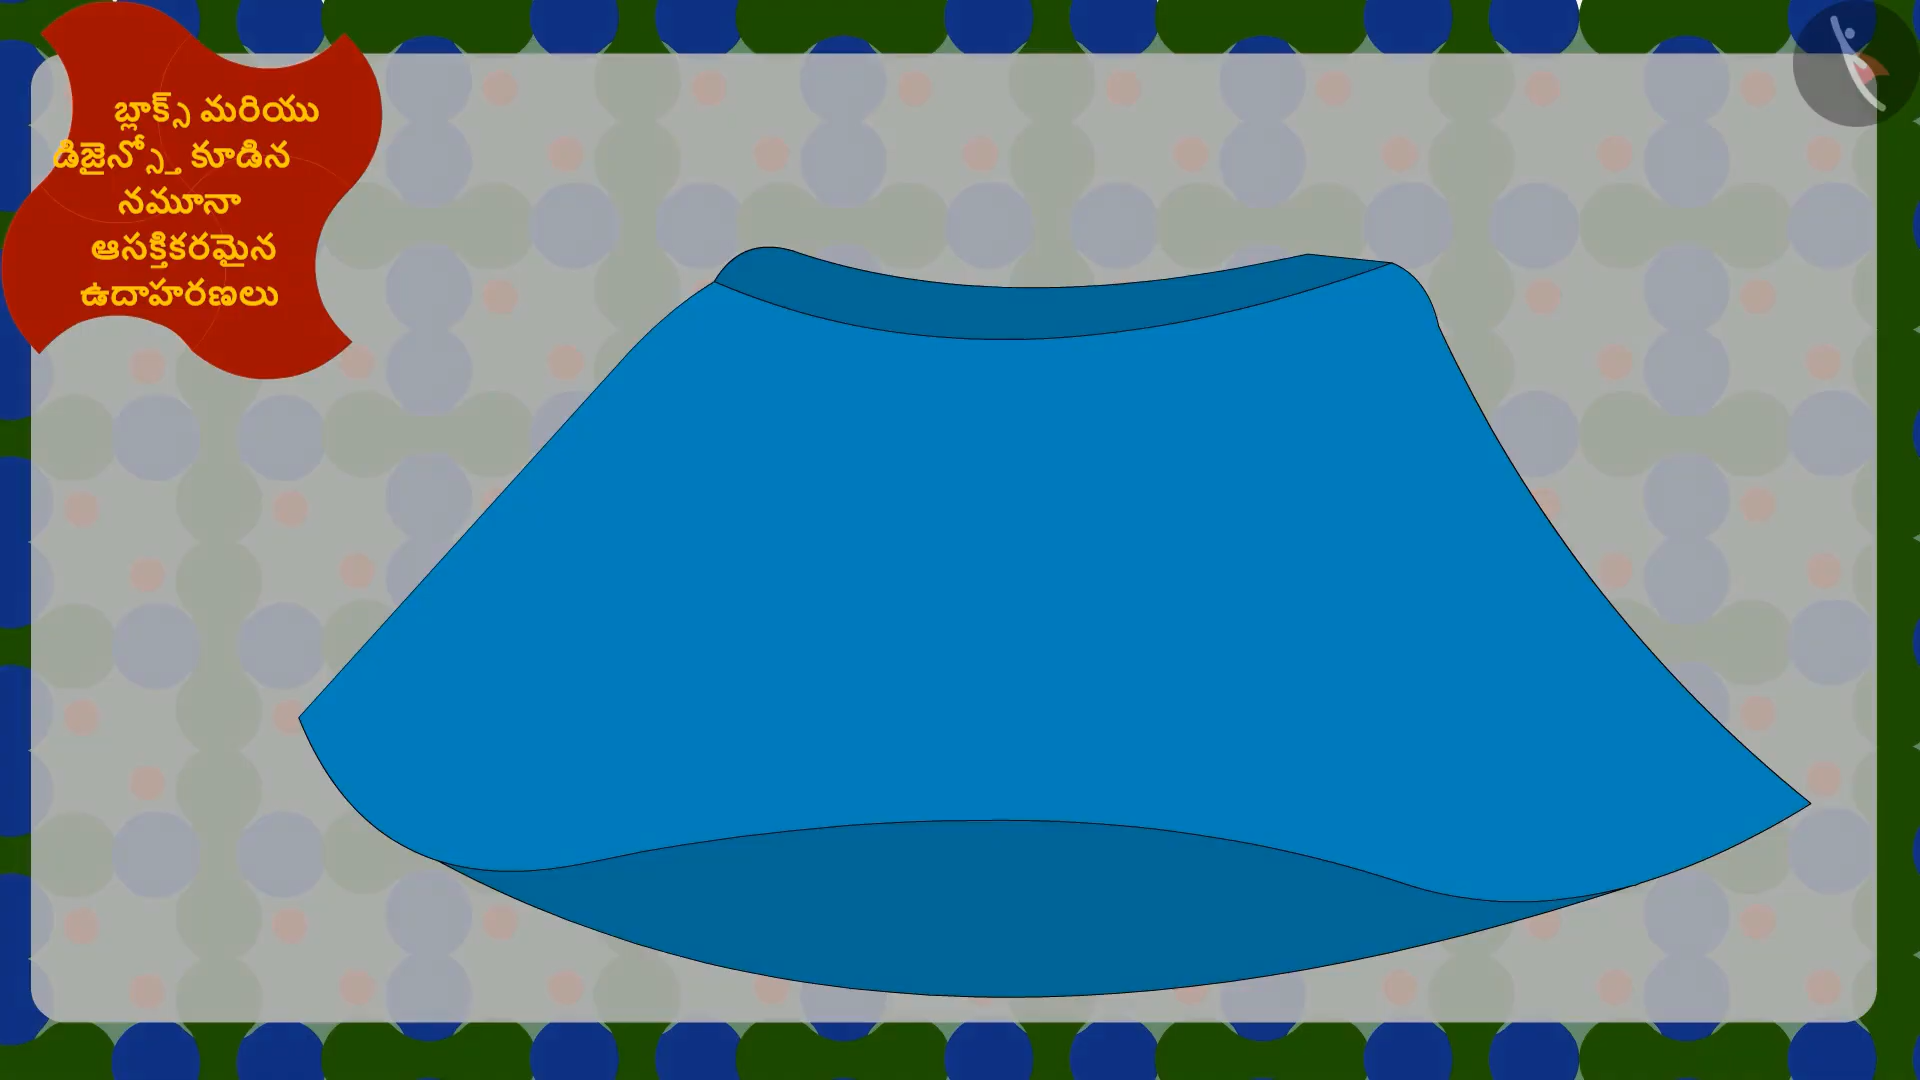 బ్లాక్స్ మరియు
డిజైన్స్తో కూడిన
నమూనా
ఆసక్తికరమైన
ఉదాహరణలు